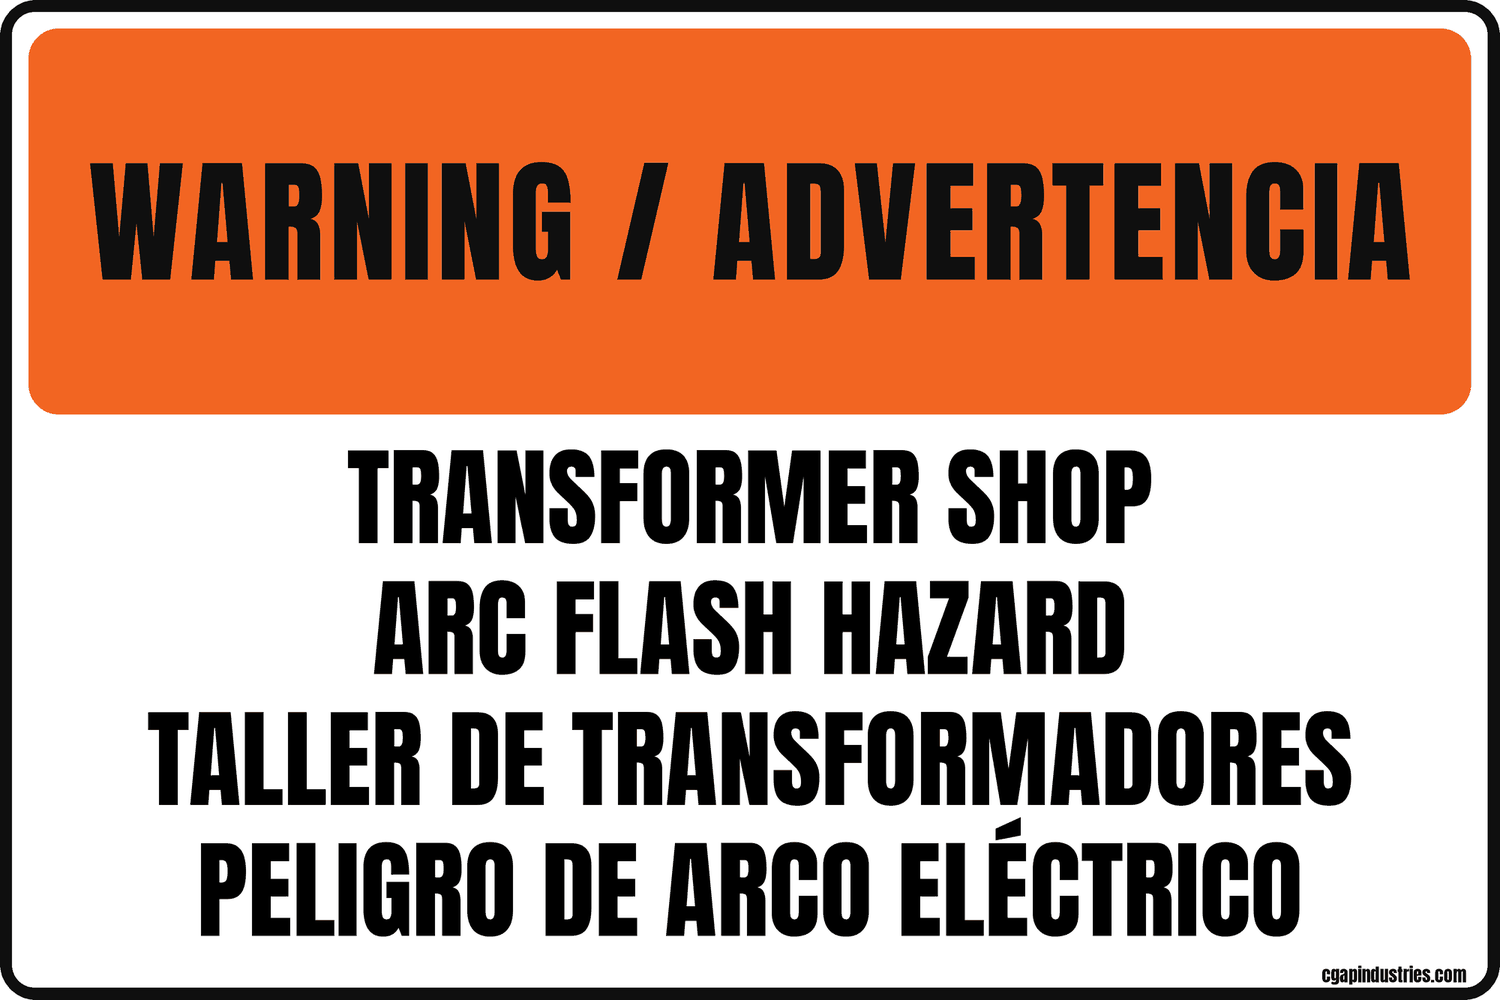 WARNING / ADVERTENCIA
TRANSFORMER SHOP
ARC FLASH HAZARD
TALLER DE TRANSFORMADORES
PELIGRO DE ARCO ELÉCTRICO
cgapindustries.com